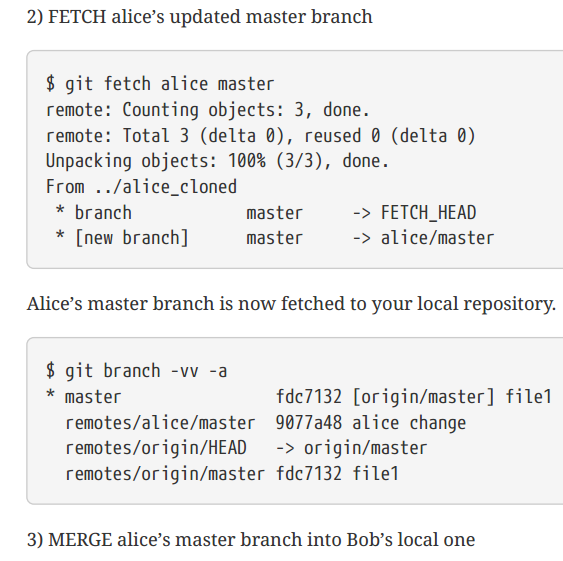 2) FETCH alice’s updated master branch
$ git fetch alice master
remote: Counting objects: 3, done.
remote: Total 3 (delta 0), reused 0 (delta 0)
Unpacking objects: 100% (3/3), done.
From ../alice_cloned
 * branch            master     -> FETCH_HEAD
 * [new branch]      master     -> alice/master
Alice’s master branch is now fetched to your local repository.
$ git branch -vv -a
* master                fdc7132 [origin/master] file1
  remotes/alice/master  9077a48 alice change
  remotes/origin/HEAD   -> origin/master
  remotes/origin/master fdc7132 file1
3) MERGE alice’s master branch into Bob’s local one